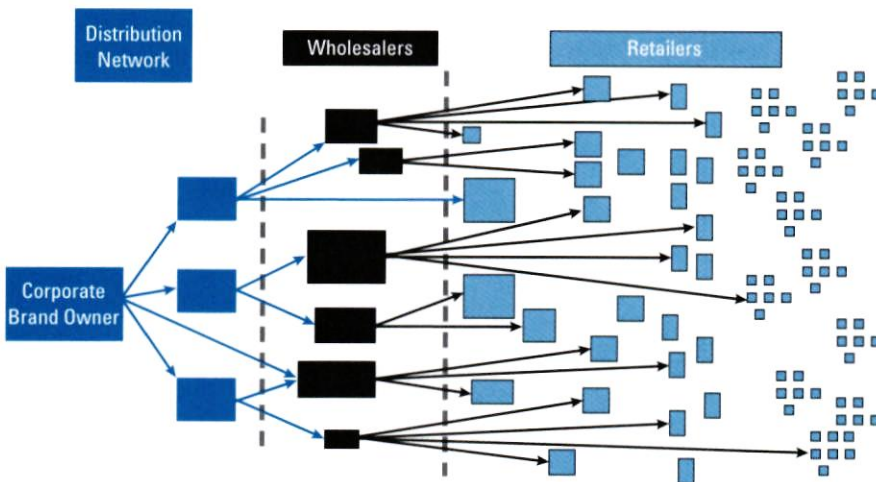 Distribution
Network
Wholesalers
Retailers
Corporate
Brand Owner